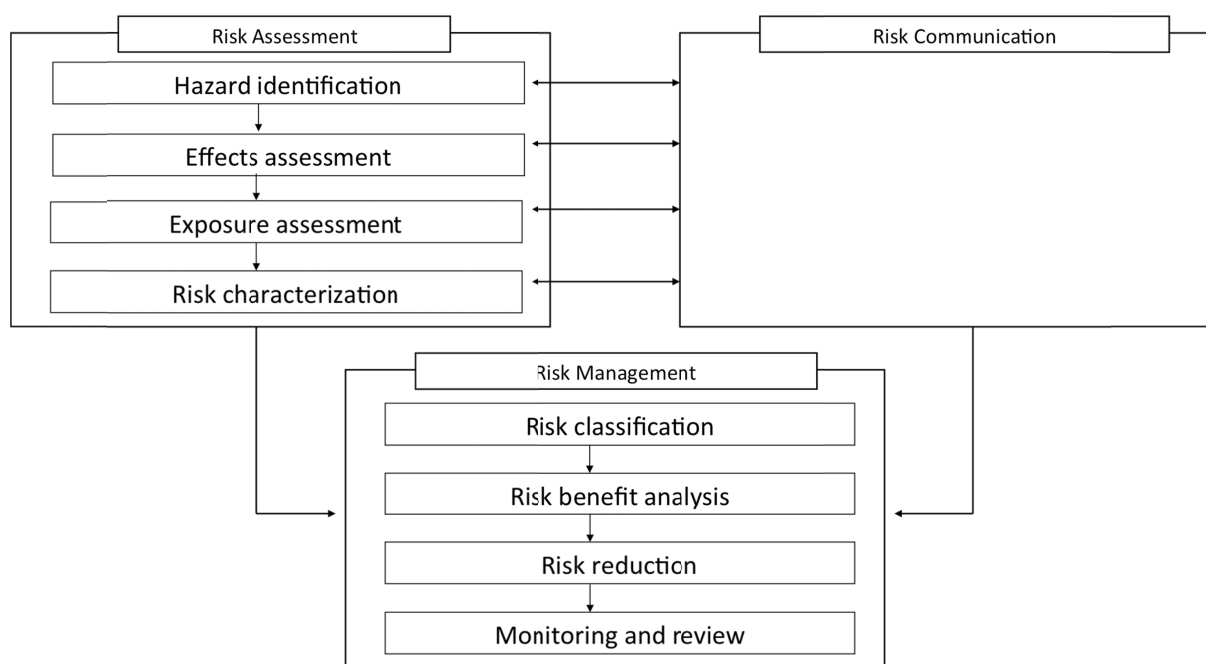 Risk Assessment
Hazard identification
Effects assessment
Exposure assessment
Risk characterization
Risk Communication
Risk Management
Risk classification
Risk benefit analysis
Risk reduction
Monitoring and review